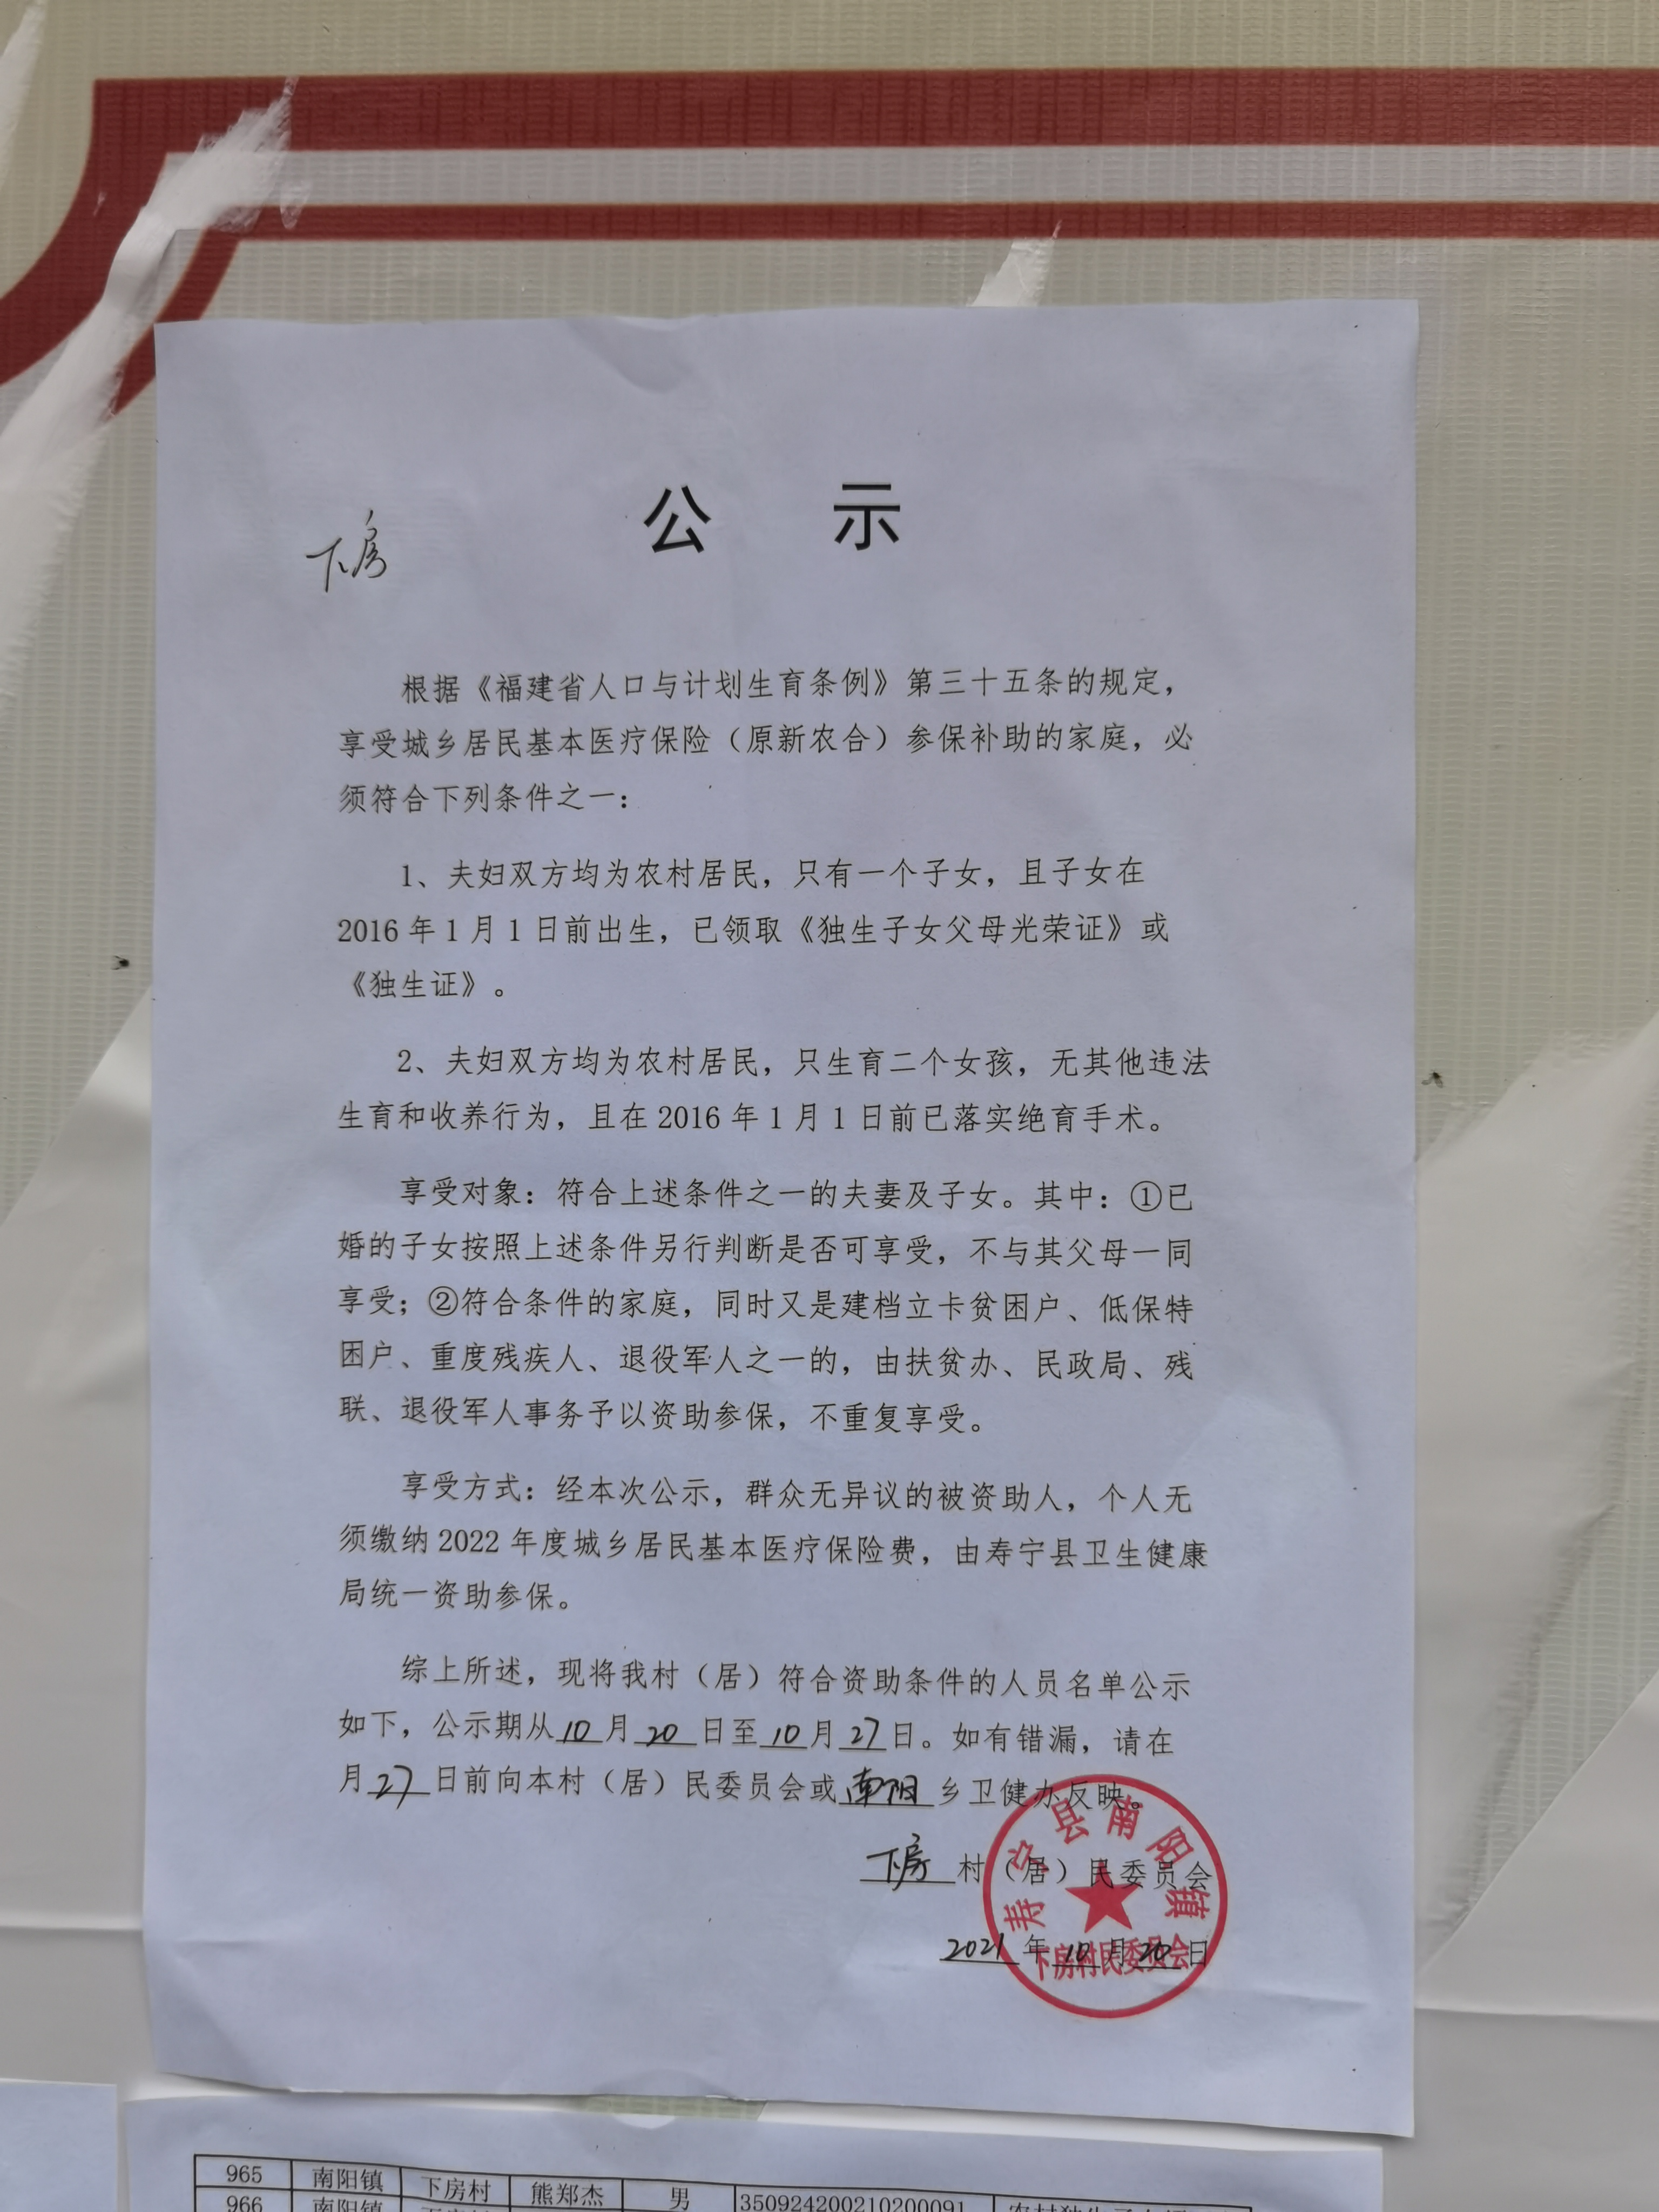 公 示
下房
根据《福建省人口与计划生育条例》第三十五条的规定，
享受城乡居民基本医疗保险（原新农合）参保补助的家庭，必
须符合下列条件之一：
1、夫妇双方均为农村居民，只有一个子女，且子女在
2016年1月1日前出生，已领取《独生子女父母光荣证》或
《独生证》。
2、夫妇双方均为农村居民，只生育二个女孩，无其他违法
生育和收养行为，且在2016年1月1日前已落实绝育手术。
享受对象：符合上述条件之一的夫妻及子女。其中：①已
婚的子女按照上述条件另行判断是否可享受，不与其父母一同
享受；②符合条件的家庭，同时又是建档立卡贫困户、低保特
困户、重度残疾人、退役军人之一的，由扶贫办、民政局、残
联、退役军人事务予以资助参保，不重复享受。
享受方式：经本次公示，群众无异议的被资助人，个人无
须缴纳2022年度城乡居民基本医疗保险费，由寿宁县卫生健康
局统一资助参保。
综上所述，现将我村（居）符合资助条件的人员名单公示
如下，公示期从10月20日至10月27日。如有错漏，请在
月27日前向本村（居）民委员会或南阳乡卫健办反映。
下房村（居）民委员会
2021年10月20日
寿宁县南阳镇
下房村民委员会
965 南阳镇 下房村 熊郑杰 男 350924200210200091
966 南阳镇